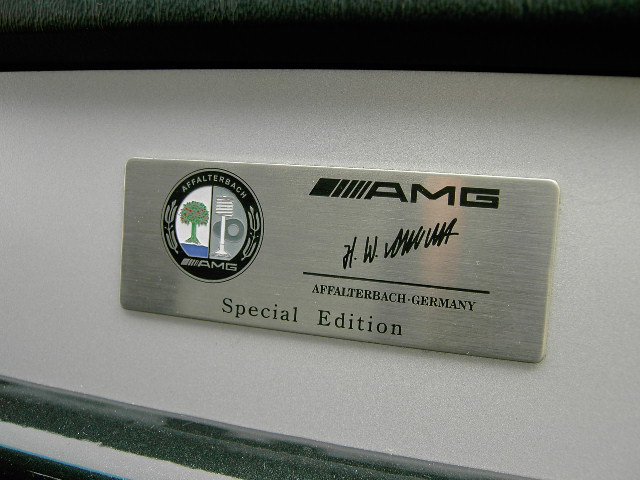 AFFALTERBACH
AMG
AMG
H. W.
AFFALTERBACH·GERMANY
Special Edition